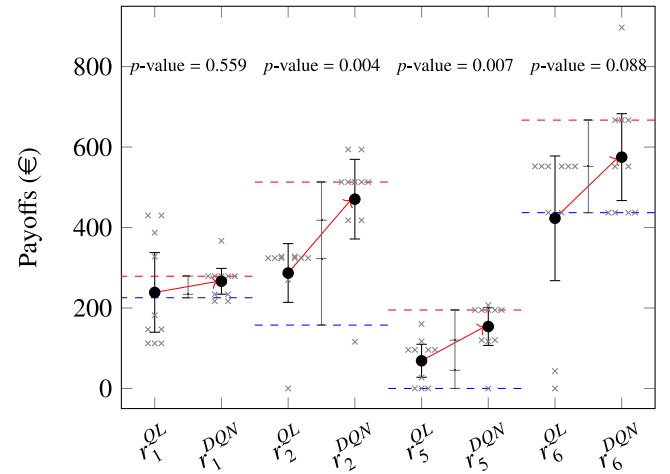 800
600
400
200
0
Payoffs (€)
p-value = 0.559 p-value = 0.004 p-value = 0.007 p-value = 0.088
r_1^{QL} r_1^{DQN} r_2^{QL} r_2^{DQN} r_5^{QL} r_5^{DQN} r_6^{QL} r_6^{DQN}